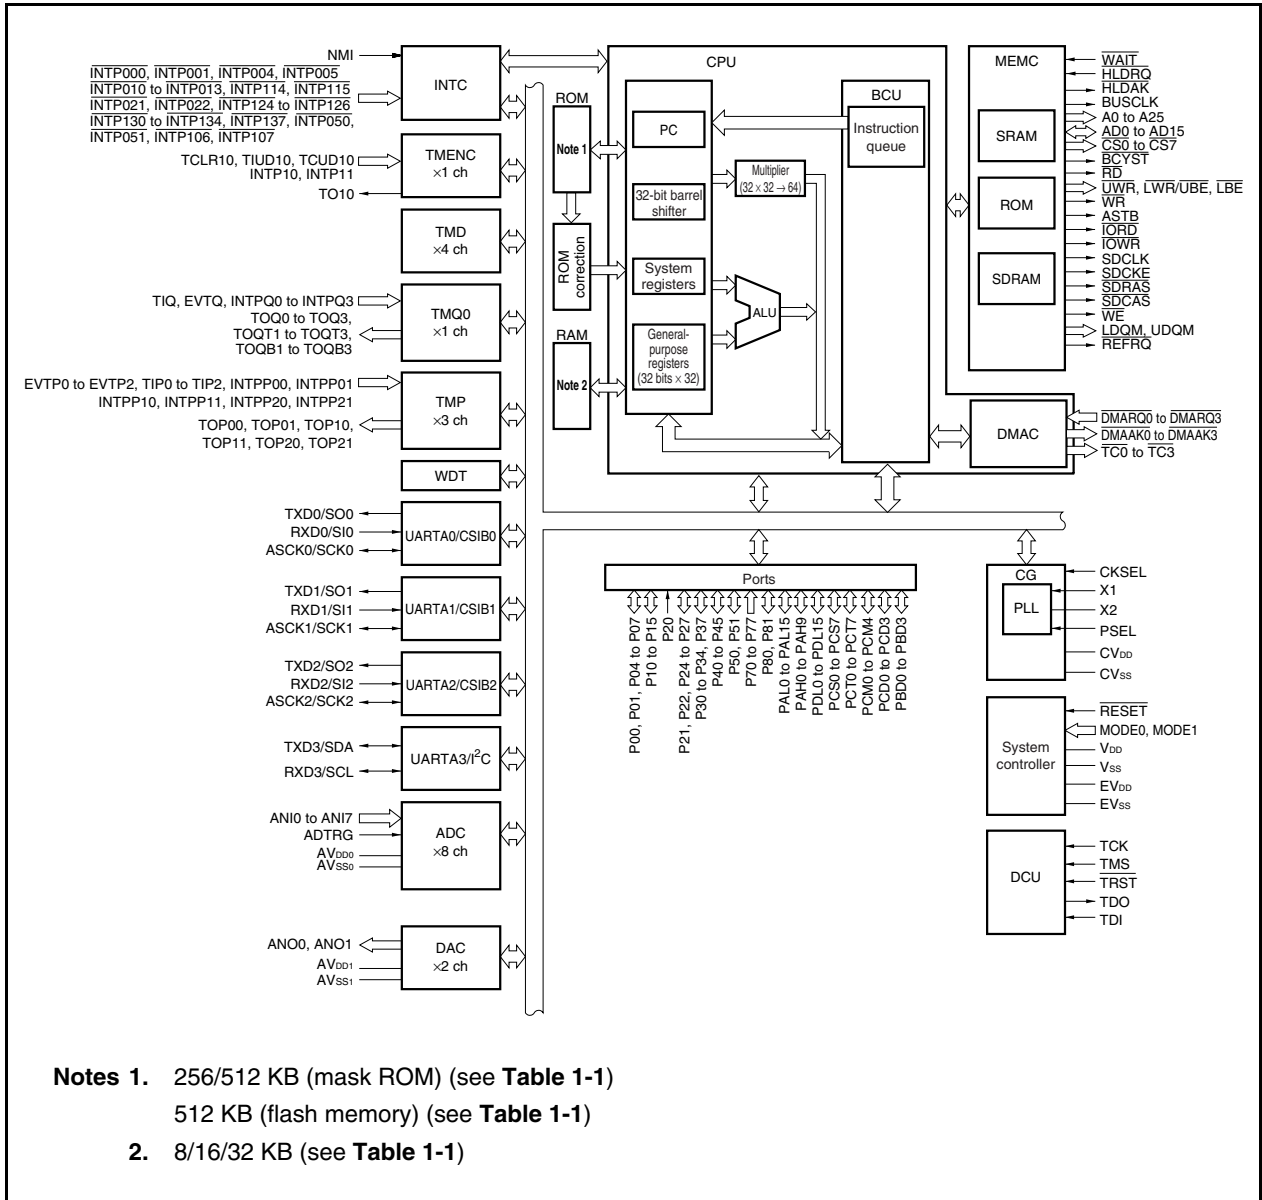 NMI
INTP000, INTP001, INTP004, INTP005
INTP010 to INTP013, INTP114, INTP115
INTP021, INTP022, INTP124 to INTP126
INTP130 to INTP134, INTP137, INTP050,
INTP051, INTP106, INTP107
INTC
TCLR10, TIUD10, TCUD10
INTP10, INTP11
TO10
TMENC
×1 ch
TMD
×4 ch
TIQ, EVTQ, INTPQ0 to INTPQ3
TOQ0 to TOQ3,
TOQT1 to TOQT3,
TOQB1 to TOQB3
TMQ0
×1 ch
EVTP0 to EVTP2, TIP0 to TIP2, INTPP00, INTPP01
INTPP10, INTPP11, INTPP20, INTPP21
TOP00, TOP01, TOP10,
TOP11, TOP20, TOP21
TMP
×3 ch
WDT
TXD0/SO0
RXD0/SI0
ASCK0/SCK0
UARTA0/CSIB0
TXD1/SO1
RXD1/SI1
ASCK1/SCK1
UARTA1/CSIB1
TXD2/SO2
RXD2/SI2
ASCK2/SCK2
UARTA2/CSIB2
TXD3/SDA
RXD3/SCL
UARTA3/I²C
ANI0 to ANI7
ADTRG
AVDD0
AVSS0
ADC
×8 ch
ANO0, ANO1
AVDD1
AVSS1
DAC
×2 ch
ROM
Note 1
ROM
correction
RAM
Note 2
CPU
PC
32-bit barrel
shifter
System
registers
General-
purpose
registers
(32 bits × 32)
Multiplier
(32 × 32 → 64)
ALU
BCU
Instruction
queue
MEMC
SRAM
ROM
SDRAM
WAIT
HLDRQ
HLDAK
BUSCLK
A0 to A25
AD0 to AD15
CS0 to CS7
BCYST
RD
UWR, LWR/UBE, LBE
WR
ASTB
IORD
IOWR
SDCLK
SDCKE
SDRAS
SDCAS
WE
LDQM, UDQM
REFRQ
DMAC
DMARQ0 to DMARQ3
DMAAK0 to DMAAK3
TC0 to TC3
Ports
P00, P01, P04 to P07
P10 to P15
P20
P21, P22, P24 to P27
P30 to P34, P37
P40 to P45
P50, P51
P70 to P77
P80, P81
PAL0 to PAL15
PAH0 to PAH9
PDL0 to PDL15
PCS0 to PCS7
PCT0 to PCT7
PCM0 to PCM4
PCD0 to PCD3
PBD0 to PBD3
CG
PLL
CKSEL
X1
X2
PSEL
CVDD
CVSS
System
controller
RESET
MODE0, MODE1
VDD
VSS
EVDD
EVSS
DCU
TCK
TMS
TRST
TDO
TDI
Notes 1. 256/512 KB (mask ROM) (see Table 1-1)
512 KB (flash memory) (see Table 1-1)
2. 8/16/32 KB (see Table 1-1)